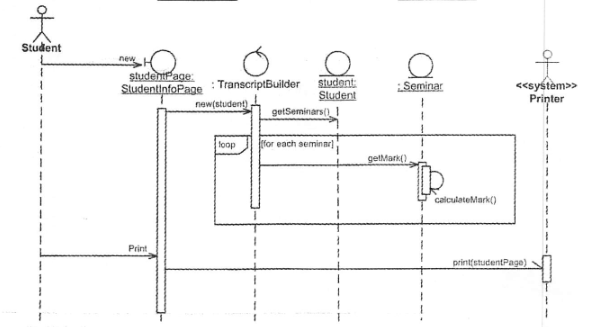 Student
new
studentPage:
StudentInfoPage
: TranscriptBuilder
student:
Student
: Seminar
<<system>>
Printer
new(student)
getSeminars()
loop
[for each seminar]
getMark()
calculateMark()
Print
print(studentPage)